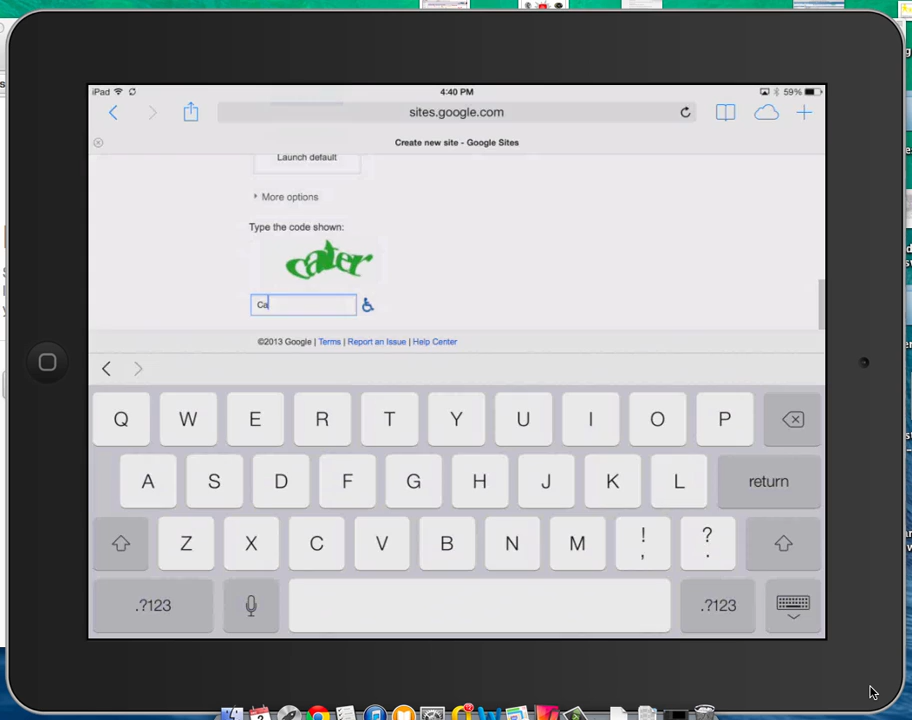 iPad 4:40 PM 59%
sites.google.com
Create new site - Google Sites
Launch default
More options
Type the code shown:
cater
Ca
©2013 Google | Terms | Report an Issue | Help Center
Q W E R T Y U I O P
A S D F G H J K L return
Z X C V B N M ! , ? .
.?123 .?123